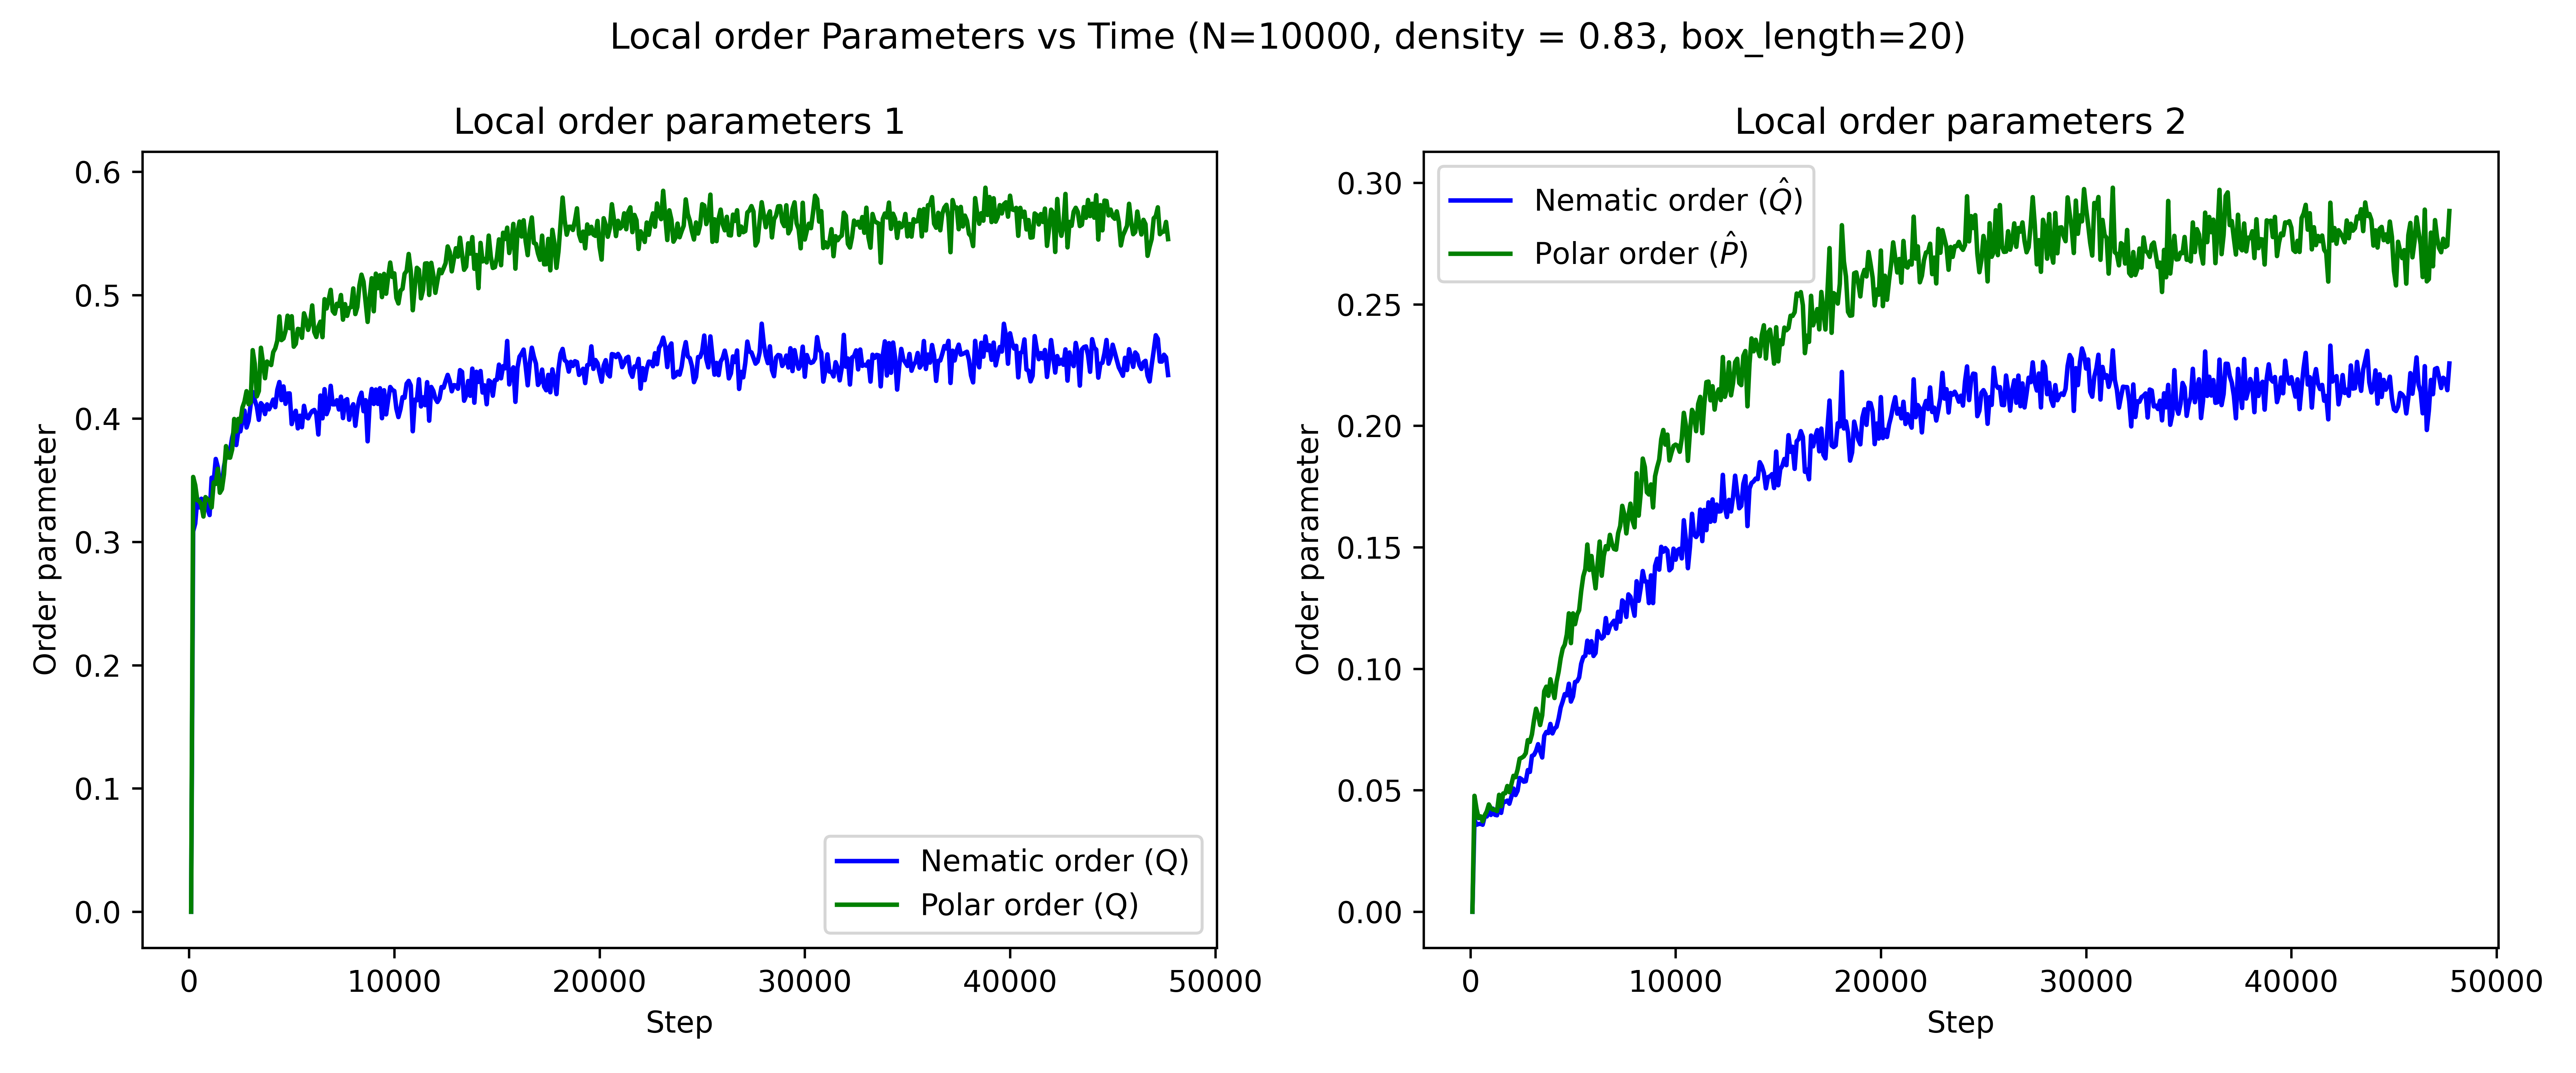 Local order Parameters vs Time (N=10000, density = 0.83, box_length=20)
Local order parameters 1
0.6
0.5
0.4
0.3
0.2
0.1
0.0
Order parameter
Nematic order (Q)
Polar order (Q)
0 10000 20000 30000 40000 50000
Step
Local order parameters 2
Nematic order (Q̂)
Polar order (P̂)
0.30
0.25
0.20
0.15
0.10
0.05
0.00
Order parameter
0 10000 20000 30000 40000 50000
Step